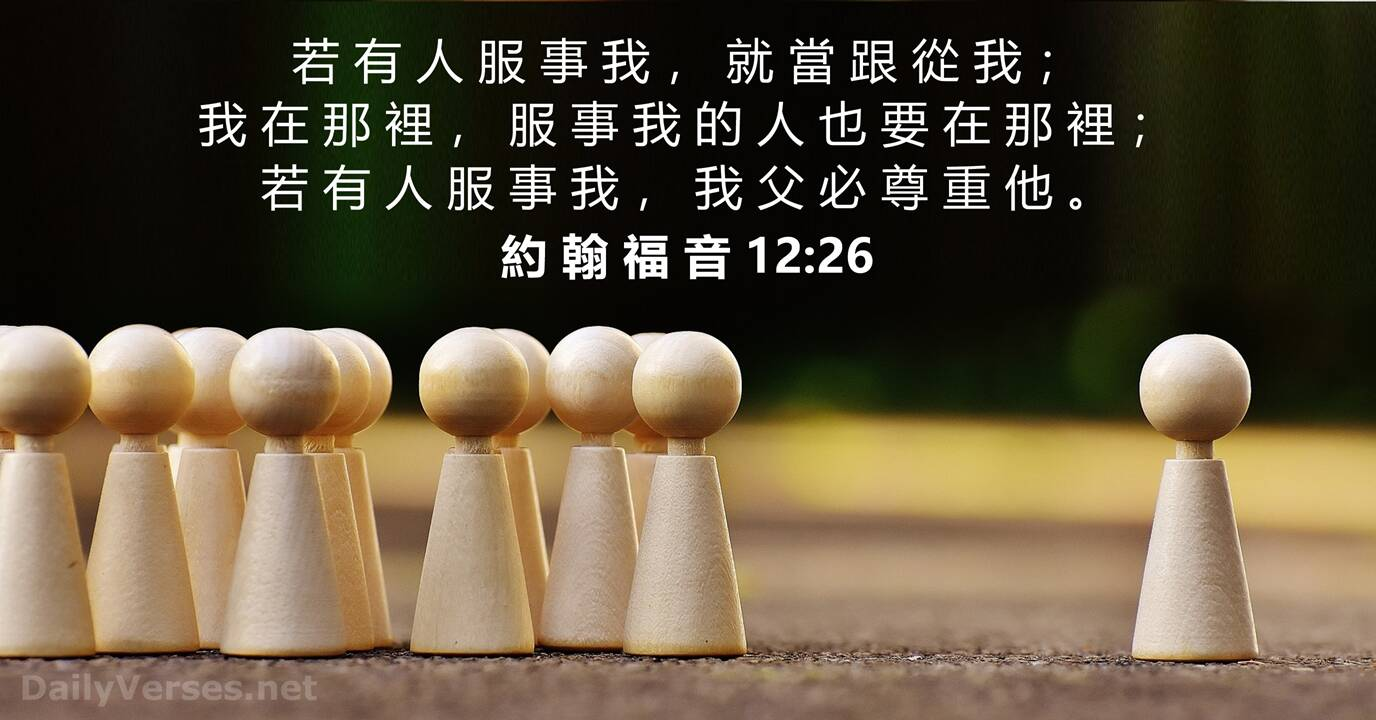 若有人服事我，就當跟從我；
我在那裡，服事我的人也要在那裡；
若有人服事我，我父必尊重他。
約翰福音 12:26
DailyVerses.net